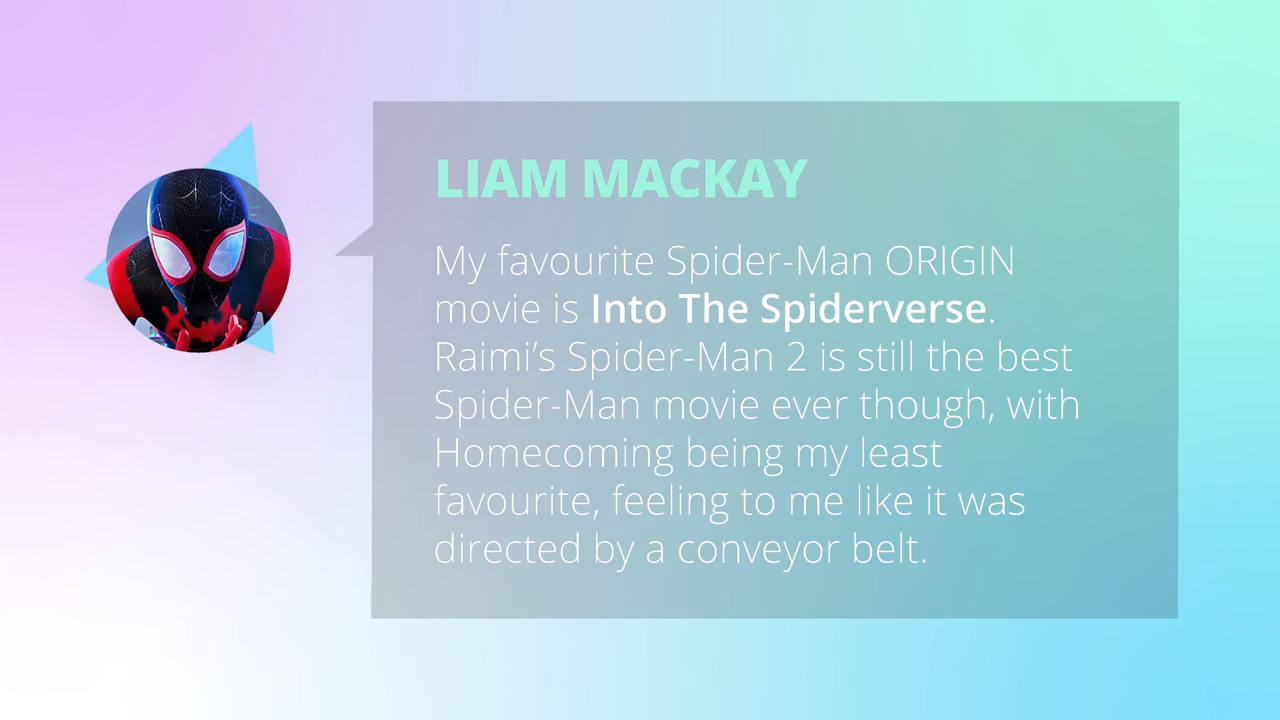 LIAM MACKAY
My favourite Spider-Man ORIGIN
movie is Into The Spiderverse.
Raimi’s Spider-Man 2 is still the best
Spider-Man movie ever though, with
Homecoming being my least
favourite, feeling to me like it was
directed by a conveyor belt.